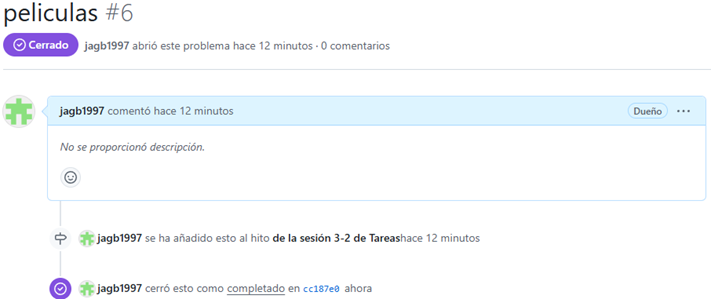 peliculas #6
Cerrado jagb1997 abrió este problema hace 12 minutos · 0 comentarios
jagb1997 comentó hace 12 minutos Dueño ···
No se proporcionó descripción.
jagb1997 se ha añadido esto al hito de la sesión 3-2 de Tareashace 12 minutos
jagb1997 cerró esto como completado en cc187e0 ahora